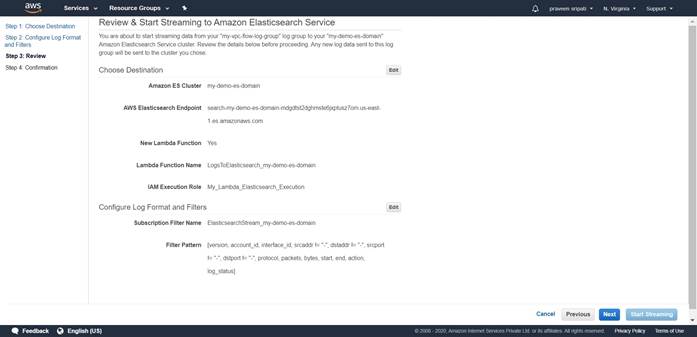 aws
Services
Resource Groups
praveen sripati
N. Virginia
Support
Step 1: Choose Destination
Step 2: Configure Log Format and Filters
Step 3: Review
Step 4: Confirmation
Review & Start Streaming to Amazon Elasticsearch Service
You are about to start streaming data from your "my-vpc-flow-log-group" log group to your "my-demo-es-domain"
Amazon Elasticsearch Service cluster. Review the details below before proceeding. Any new log data sent to this log
group will be sent to the cluster you chose.
Choose Destination
Edit
Amazon ES Cluster my-demo-es-domain
AWS Elasticsearch Endpoint
1.es.amazonaws.com
New Lambda Function Yes
Lambda Function Name LogsToElasticsearch_my-demo-es-domain
IAM Execution Role My_Lambda_Elasticsearch_Execution
Configure Log Format and Filters
Edit
Subscription Filter Name ElasticsearchStream_my-demo-es-domain
Filter Pattern [version, account_id, interface_id, srcaddr != "-", dstaddr != "-", srcport
!= "-", dstport != "-", protocol, packets, bytes, start, end, action,
log_status]
Cancel Previous Next Start Streaming
Feedback English (US)
© 2008 - 2020, Amazon Internet Services Private Ltd. or its affiliates. All rights reserved. Privacy Policy Terms of Use